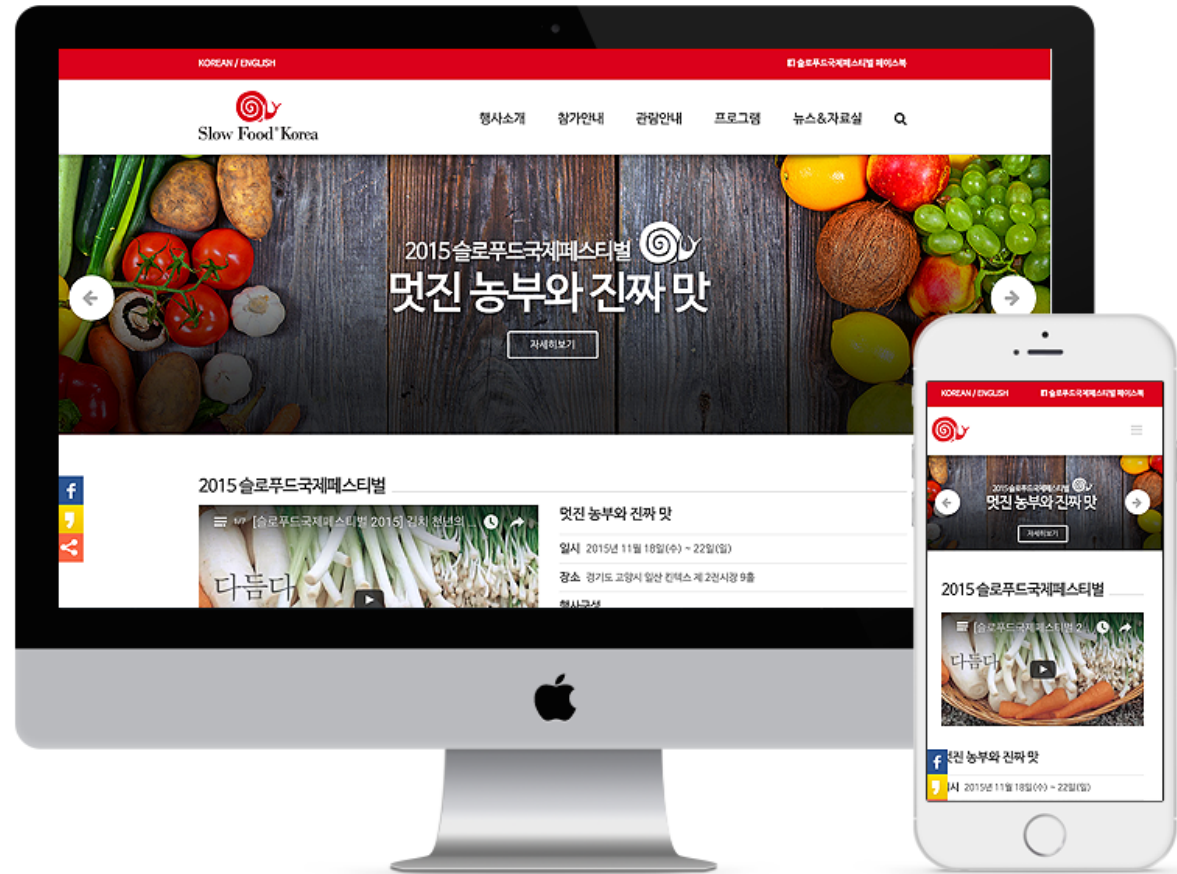 KOREAN / ENGLISH
슬로푸드국제페스티벌 페이스북
Slow Food® Korea
행사소개 참가안내 관람안내 프로그램 뉴스&자료실
2015 슬로푸드국제페스티벌
멋진 농부와 진짜 맛
자세히보기
2015 슬로푸드국제페스티벌
1/7 [슬로푸드국제페스티벌 2015] 김치 천년의 ...
다듬다
멋진 농부와 진짜 맛
일시 2015년 11월 18일(수) ~ 22일(일)
장소 경기도 고양시 일산 킨텍스 제 2전시장 9홀
행사구성
KOREAN / ENGLISH
슬로푸드국제페스티벌 페이스북
2015 슬로푸드국제페스티벌
멋진 농부와 진짜 맛
자세히보기
2015 슬로푸드국제페스티벌
[슬로푸드국제페스티벌 2...
다듬다
멋진 농부와 진짜 맛
일시 2015년 11월 18일(수) ~ 22일(일)